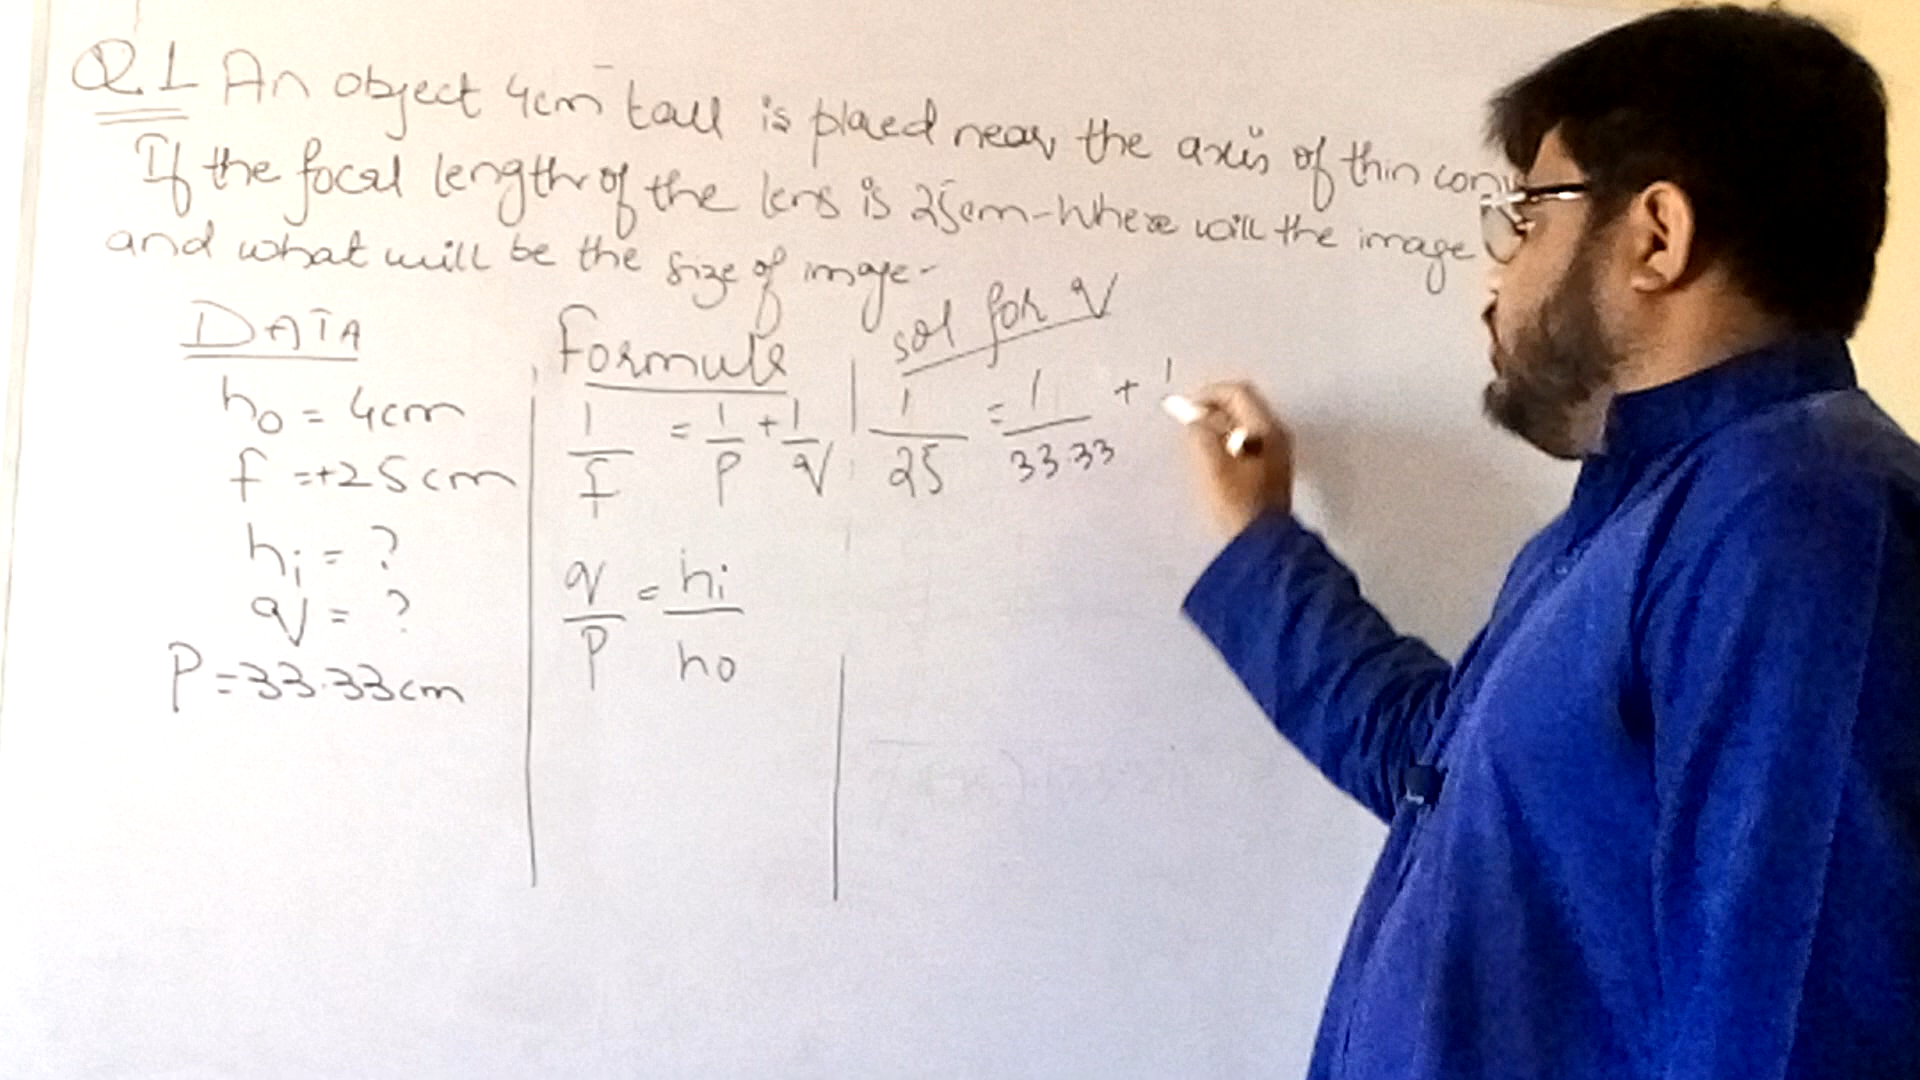 Q.1 An object 4cm tall is placed near the axis of thin
If the focal length of the lens is 25cm - Where will the image
and what will be the size of image -
DATA
ho = 4cm
f = +25cm
hi = ?
q = ?
P = 33.33cm
Formula
1/f = 1/p + 1/q
q/p = hi/ho
sol for q
1/25 = 1/33.33 + 1